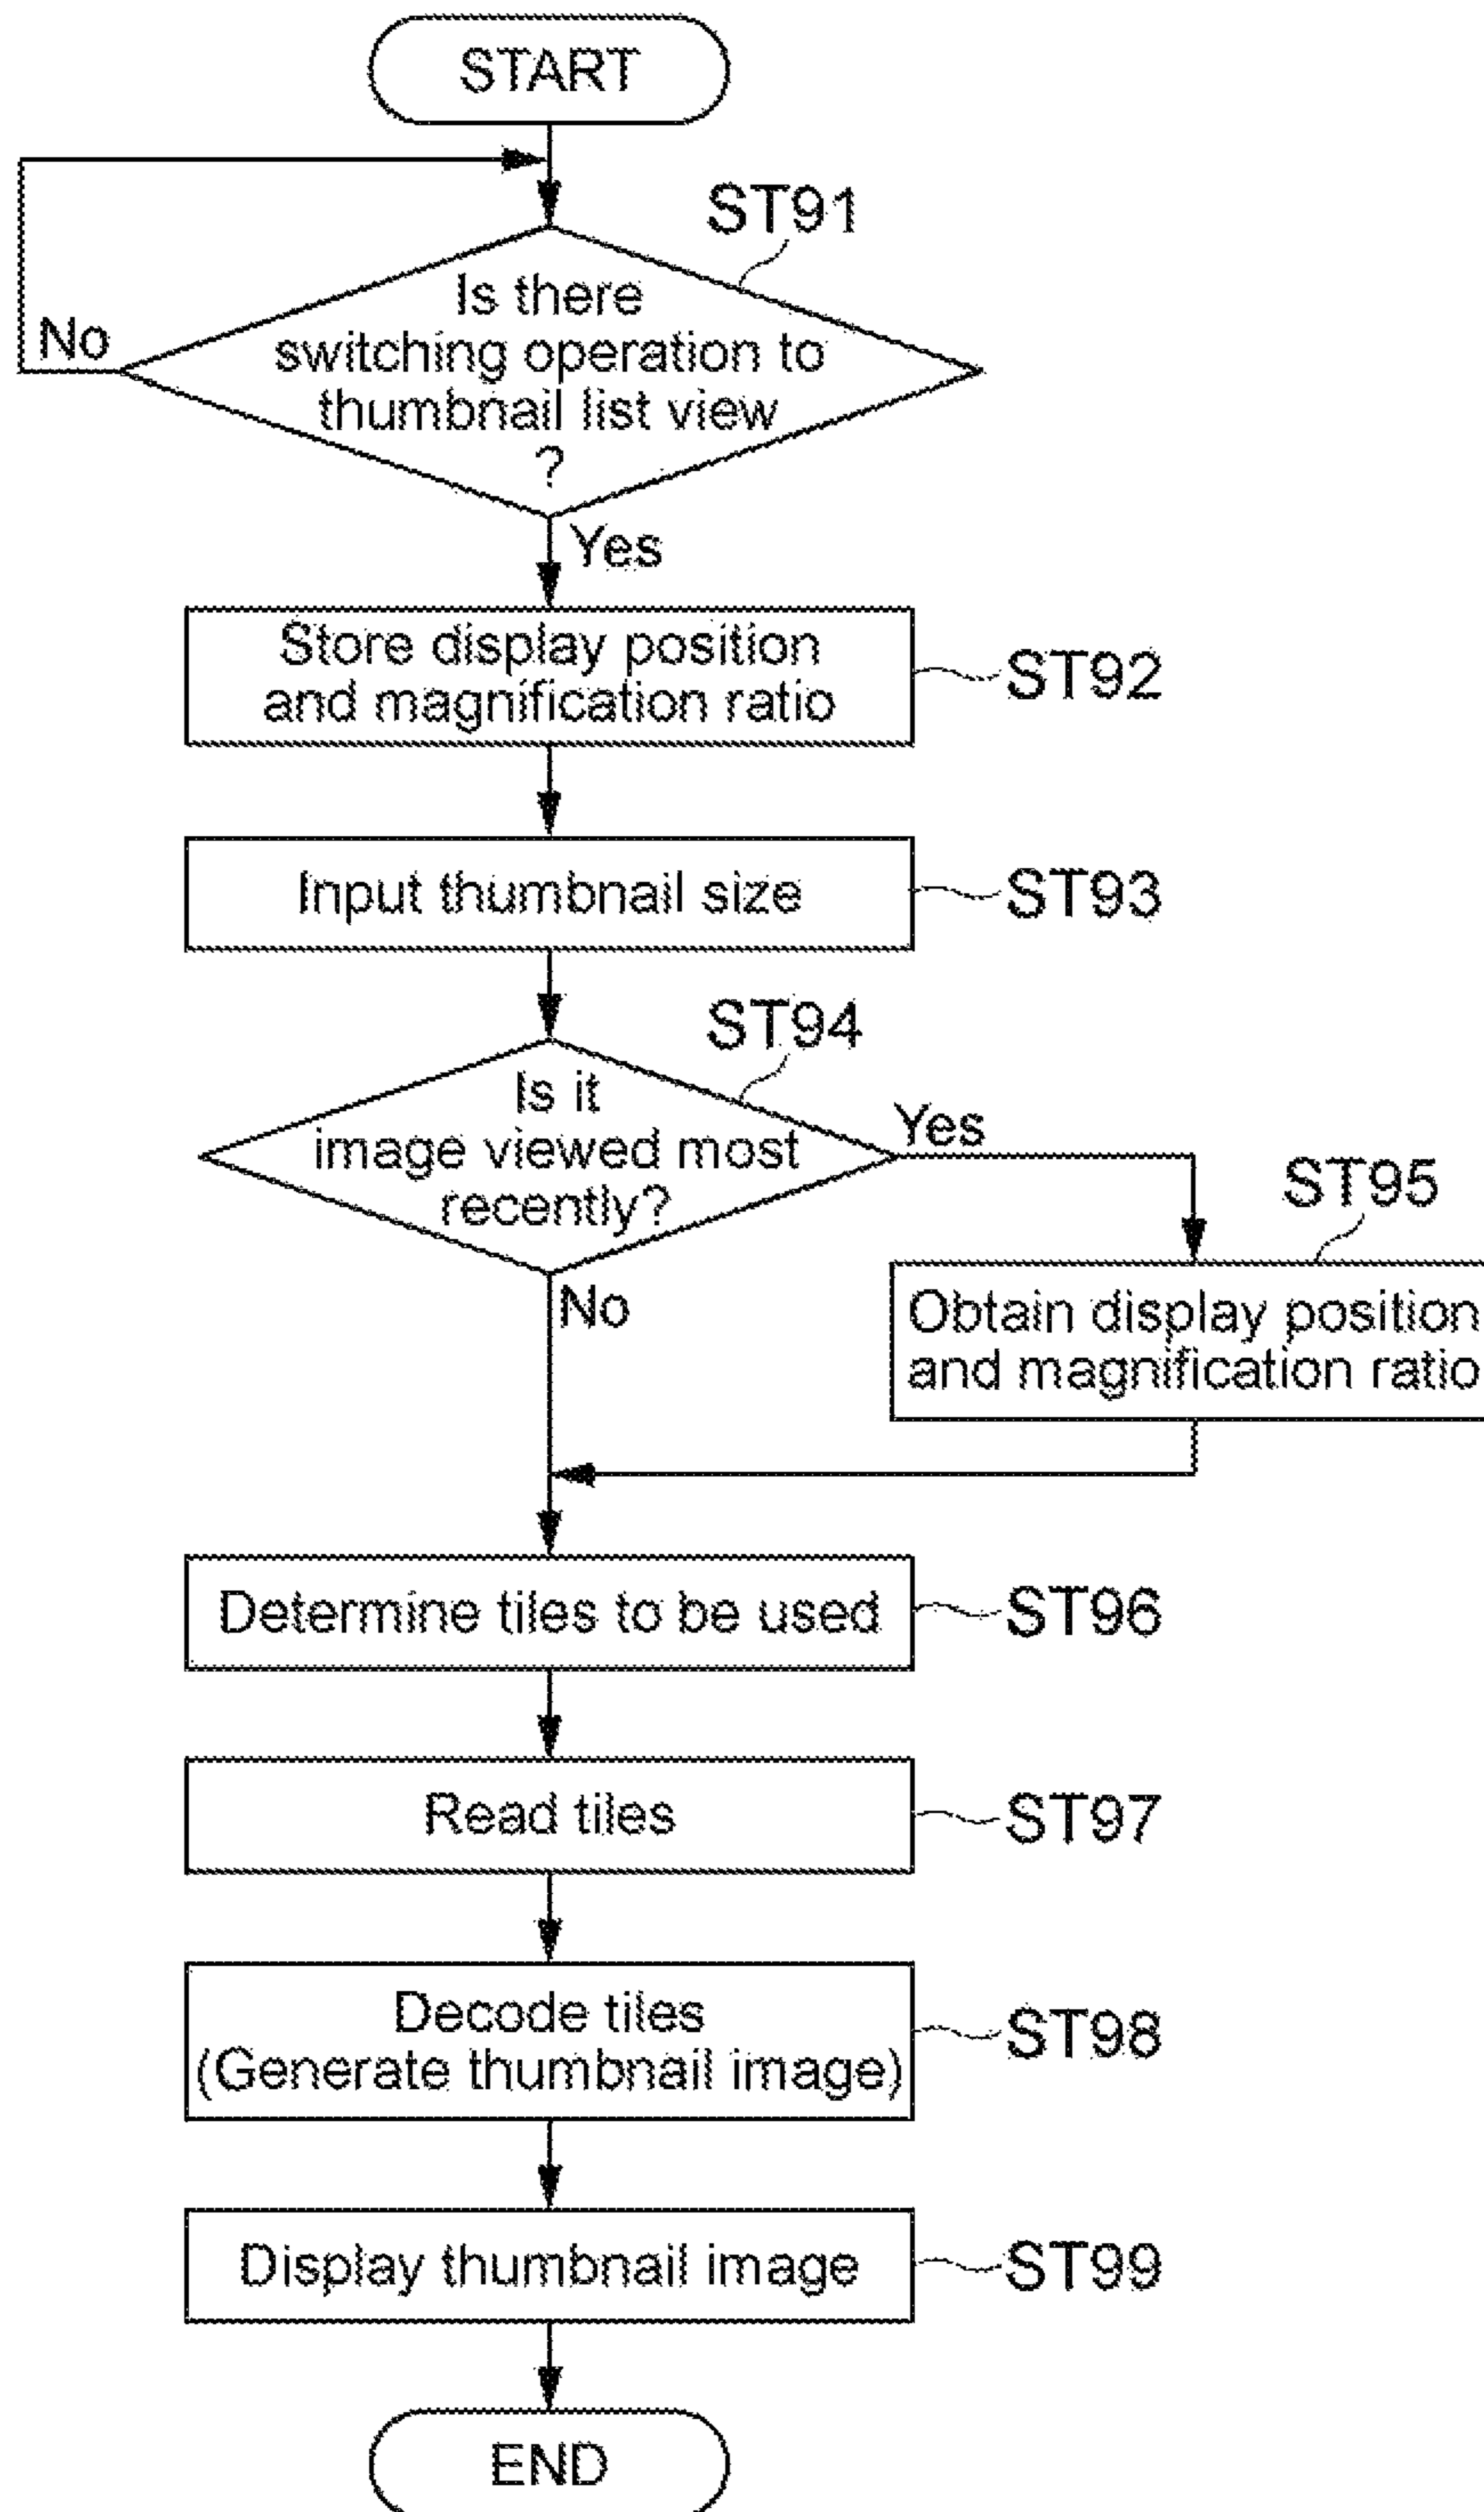 START
ST91
Is there
switching operation to
thumbnail list view
?
No
Yes
Store display position
and magnification ratio
ST92
Input thumbnail size
ST93
ST94
Is it
image viewed most
recently?
Yes
No
ST95
Obtain display position
and magnification ratio
Determine tiles to be used
ST96
Read tiles
ST97
Decode tiles
(Generate thumbnail image)
ST98
Display thumbnail image
ST99
END